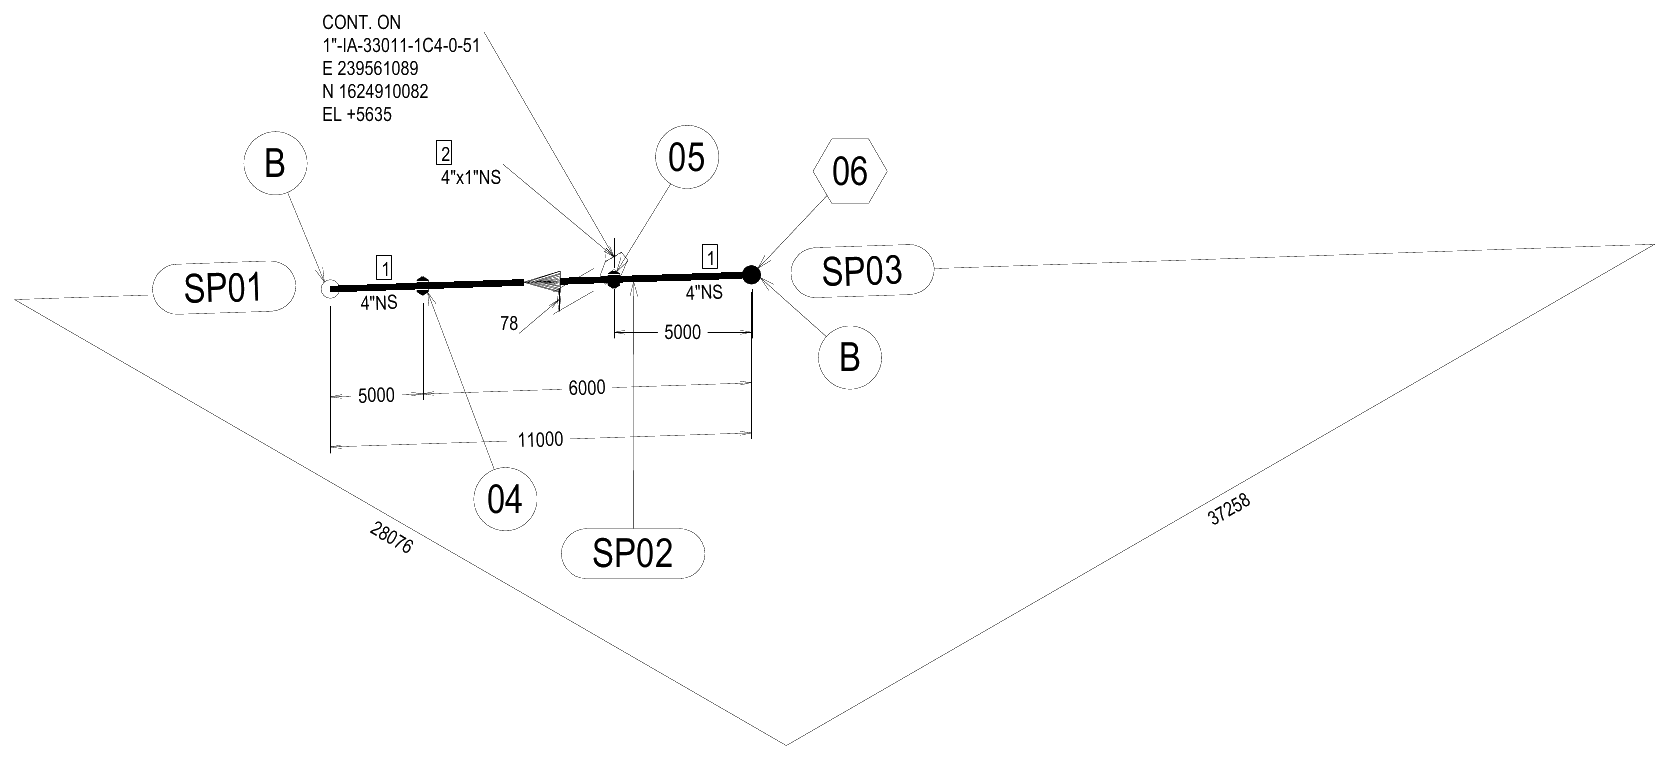 CONT. ON
1"-IA-33011-1C4-0-51
E 239561089
N 1624910082
EL +5635
B
2
4"x1"NS
05
06
SP01
1
4"NS
1
4"NS
SP03
78
5000
B
5000
6000
11000
04
SP02
28076
37258